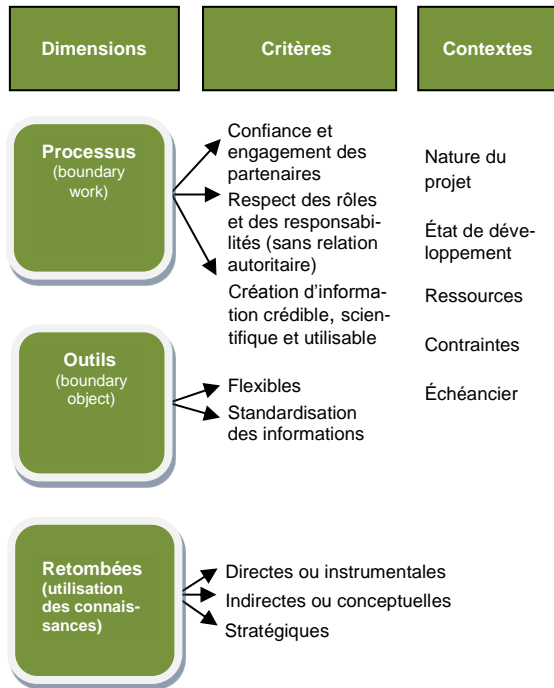 Dimensions
Critères
Contextes
Processus
(boundary
work)
Confiance et
engagement des
partenaires
Respect des rôles
et des responsabi-
lités (sans relation
autoritaire)
Création d'informa-
tion crédible, scien-
tifique et utilisable
Nature du
projet
État de déve-
loppement
Ressources
Contraintes
Échéancier
Outils
(boundary
object)
Flexibles
Standardisation
des informations
Retombées
(utilisation
des connais-
sances)
Directes ou instrumentales
Indirectes ou conceptuelles
Stratégiques